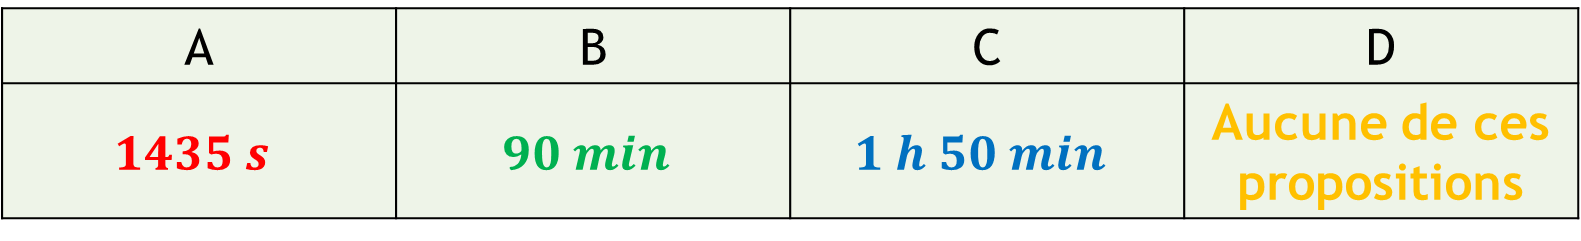 A B C D
1435 s 90 min 1 h 50 min Aucune de ces
propositions